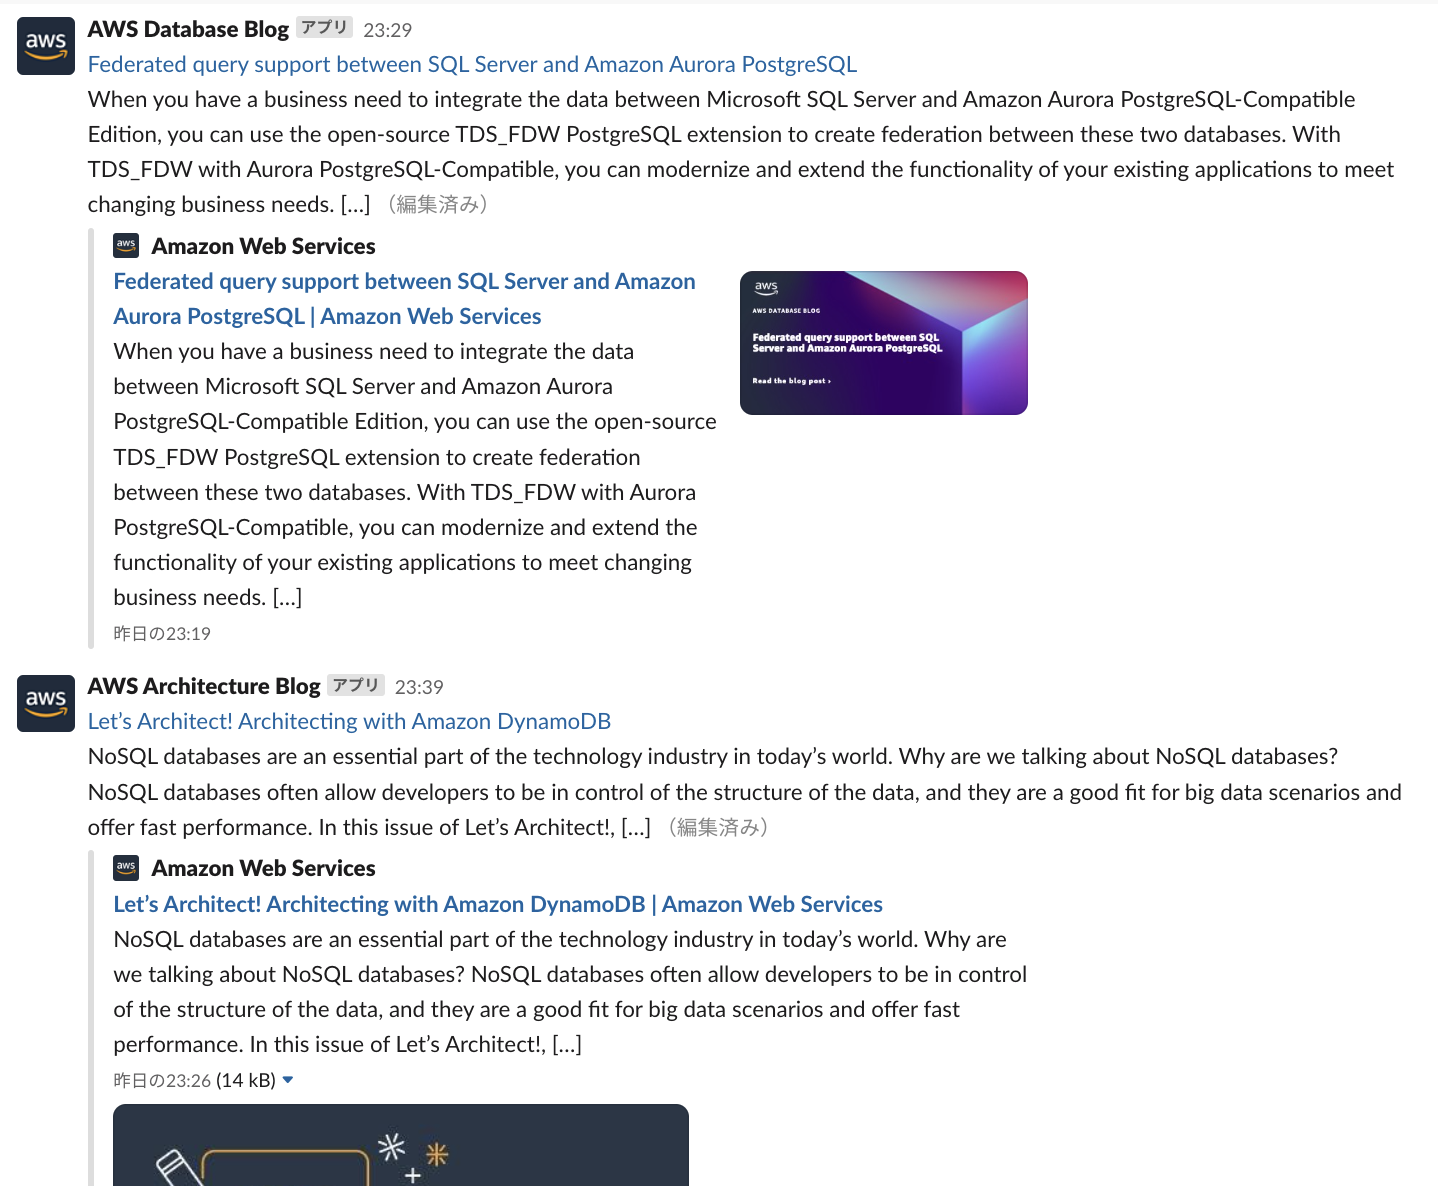 aws
AWS Database Blog アプリ 23:29
Federated query support between SQL Server and Amazon Aurora PostgreSQL
When you have a business need to integrate the data between Microsoft SQL Server and Amazon Aurora PostgreSQL-Compatible
Edition, you can use the open-source TDS_FDW PostgreSQL extension to create federation between these two databases. With
TDS_FDW with Aurora PostgreSQL-Compatible, you can modernize and extend the functionality of your existing applications to meet
changing business needs. [...] （編集済み）
aws Amazon Web Services
Federated query support between SQL Server and Amazon
Aurora PostgreSQL | Amazon Web Services
When you have a business need to integrate the data
between Microsoft SQL Server and Amazon Aurora
PostgreSQL-Compatible Edition, you can use the open-source
TDS_FDW PostgreSQL extension to create federation
between these two databases. With TDS_FDW with Aurora
PostgreSQL-Compatible, you can modernize and extend the
functionality of your existing applications to meet changing
business needs. [...]
昨日の23:19
aws
AWS DATABASE BLOG
Federated query support between SQL
Server and Amazon Aurora PostgreSQL
Read the blog post ›
aws
AWS Architecture Blog アプリ 23:39
Let’s Architect! Architecting with Amazon DynamoDB
NoSQL databases are an essential part of the technology industry in today’s world. Why are we talking about NoSQL databases?
NoSQL databases often allow developers to be in control of the structure of the data, and they are a good fit for big data scenarios and
offer fast performance. In this issue of Let’s Architect!, [...] （編集済み）
aws Amazon Web Services
Let’s Architect! Architecting with Amazon DynamoDB | Amazon Web Services
NoSQL databases are an essential part of the technology industry in today’s world. Why are
we talking about NoSQL databases? NoSQL databases often allow developers to be in control
of the structure of the data, and they are a good fit for big data scenarios and offer fast
performance. In this issue of Let’s Architect!, [...]
昨日の23:26 (14 kB)